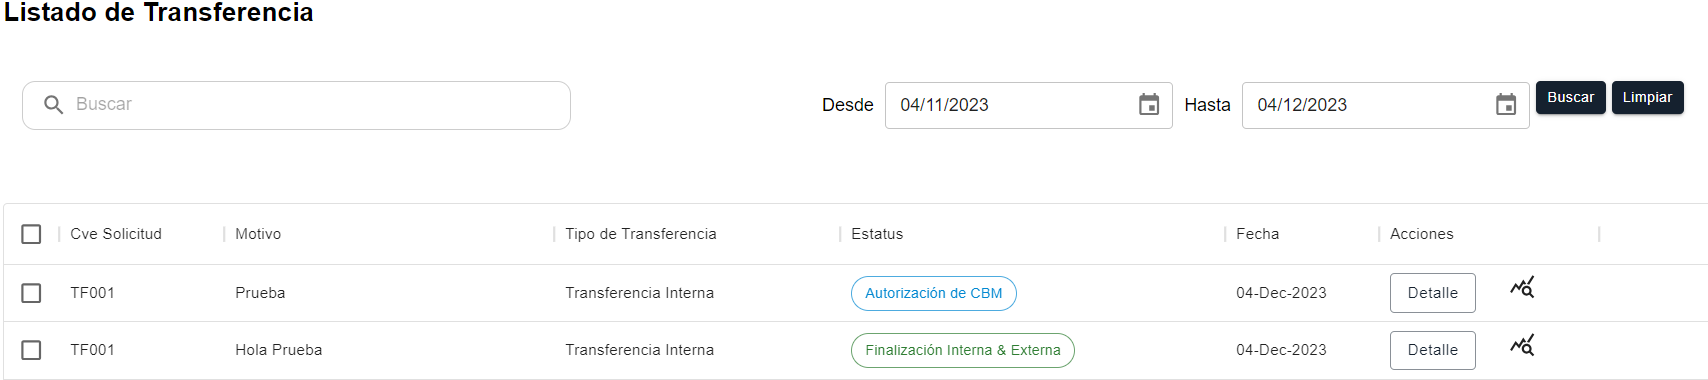 Listado de Transferencia
Buscar Desde 04/11/2023 Hasta 04/12/2023 Buscar Limpiar
Cve Solicitud Motivo Tipo de Transferencia Estatus Fecha Acciones
TF001 Prueba Transferencia Interna Autorización de CBM 04-Dec-2023 Detalle
TF001 Hola Prueba Transferencia Interna Finalización Interna & Externa 04-Dec-2023 Detalle